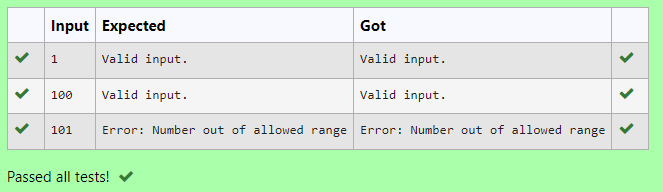 Input Expected Got
1 Valid input. Valid input.
100 Valid input. Valid input.
101 Error: Number out of allowed range Error: Number out of allowed range
Passed all tests!